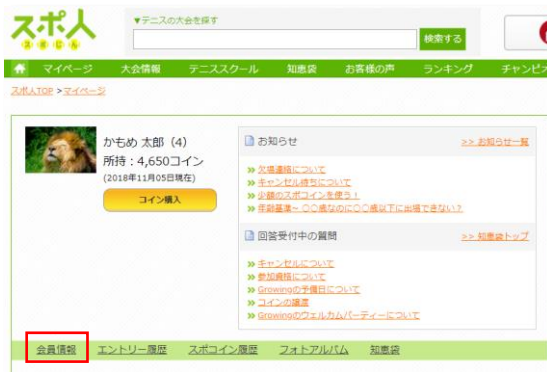 スポ人
スポじん
▼テニスの大会を探す
検索する
マイページ 大会情報 テニススクール 知恵袋 お客様の声 ランキング チャンピオ
スポ人TOP >マイページ
かもめ 太郎（4）
所持：4,650コイン
(2018年11月05日現在)
コイン購入
お知らせ >> お知らせ一覧
欠場連絡について
キャンセル待ちについて
少額のスポコインを使う！
年齢基準～ 〇〇歳なのに〇〇歳以下に出場できない？
回答受付中の質問 >> 知恵袋トップ
キャンセルについて
参加資格について
Growingの予備日について
コインの譲渡
Growingのウェルカムパーティーについて
会員情報 エントリー履歴 スポコイン履歴 フォトアルバム 知恵袋